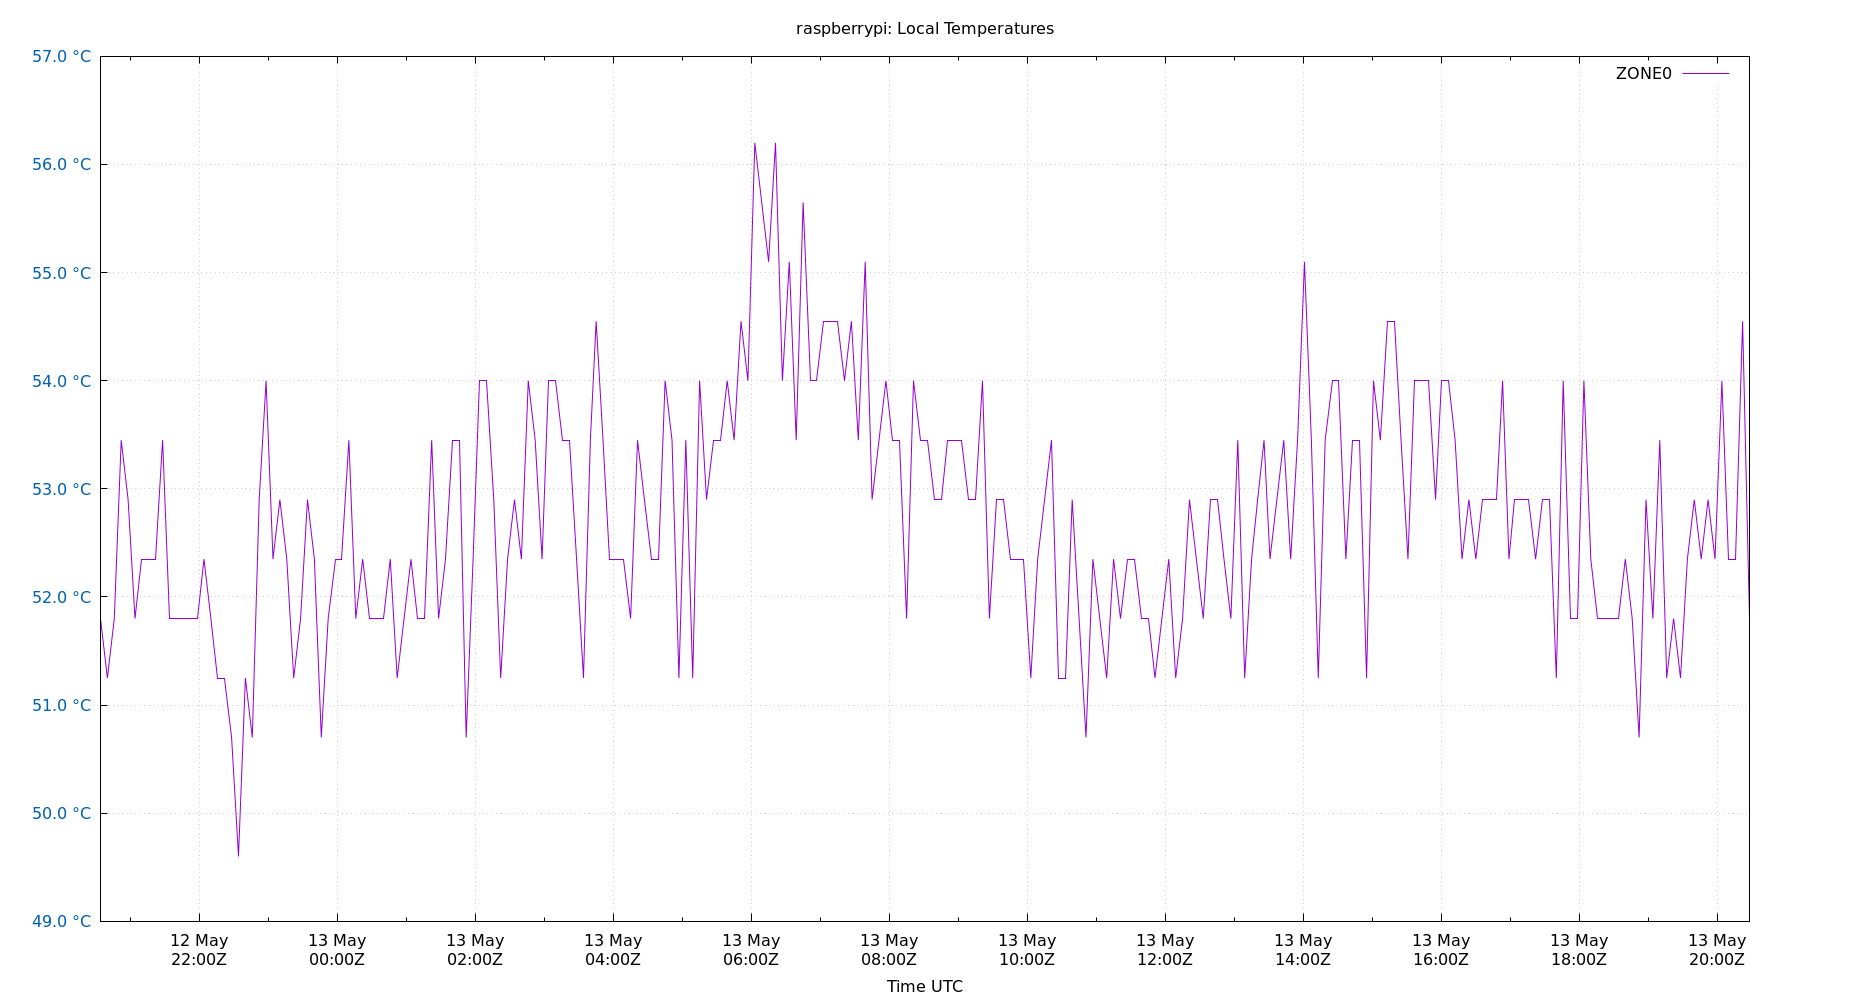 raspberrypi: Local Temperatures
57.0 °C
ZONE0
56.0 °C
55.0 °C
54.0 °C
53.0 °C
52.0 °C
51.0 °C
50.0 °C
49.0 °C
12 May 13 May 13 May 13 May 13 May 13 May 13 May 13 May 13 May 13 May 13 May 13 May
22:00Z 00:00Z 02:00Z 04:00Z 06:00Z 08:00Z 10:00Z 12:00Z 14:00Z 16:00Z 18:00Z 20:00Z
Time UTC